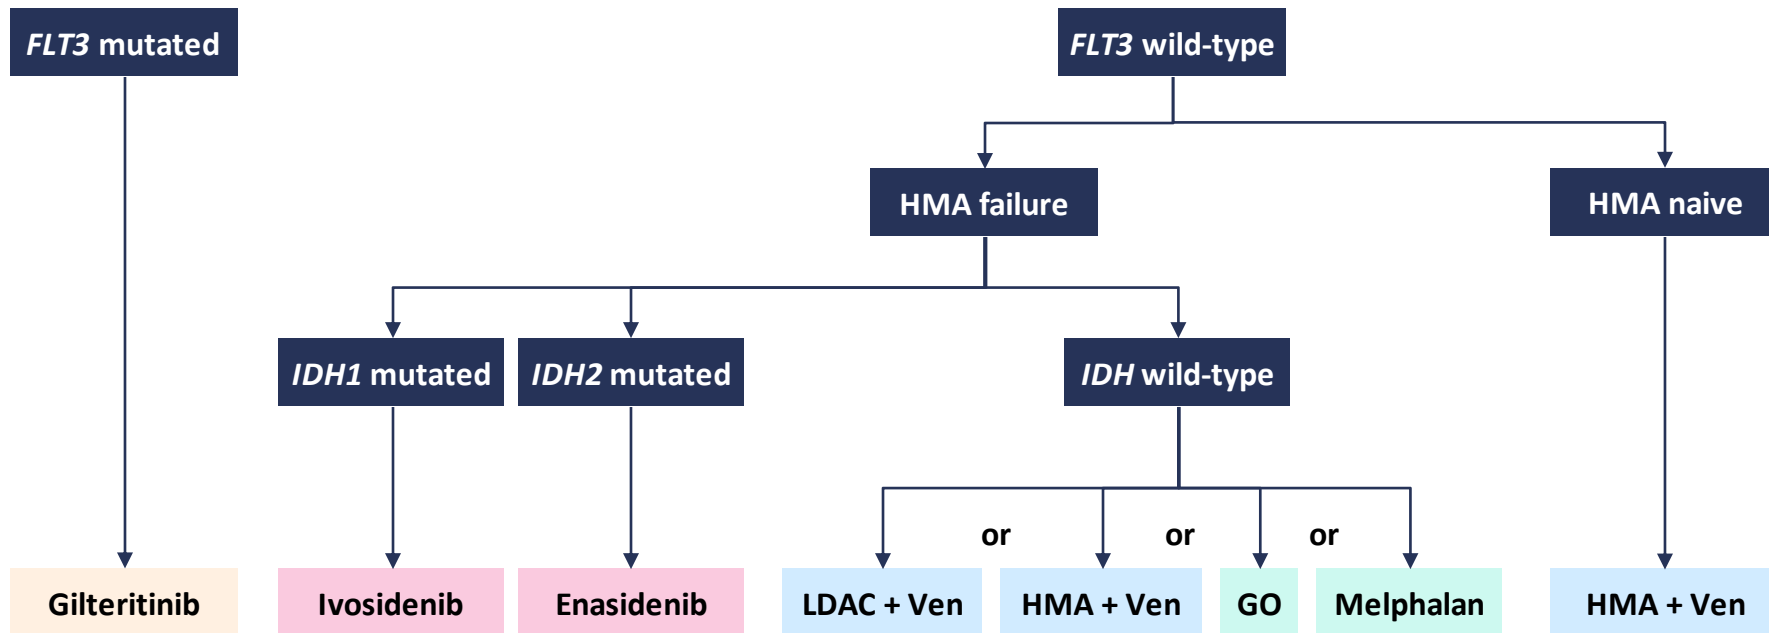 FLT3 mutated
FLT3 wild-type
HMA failure
HMA naive
IDH1 mutated
IDH2 mutated
IDH wild-type
or
or
or
Gilteritinib
Ivosidenib
Enasidenib
LDAC + Ven
HMA + Ven
GO
Melphalan
HMA + Ven